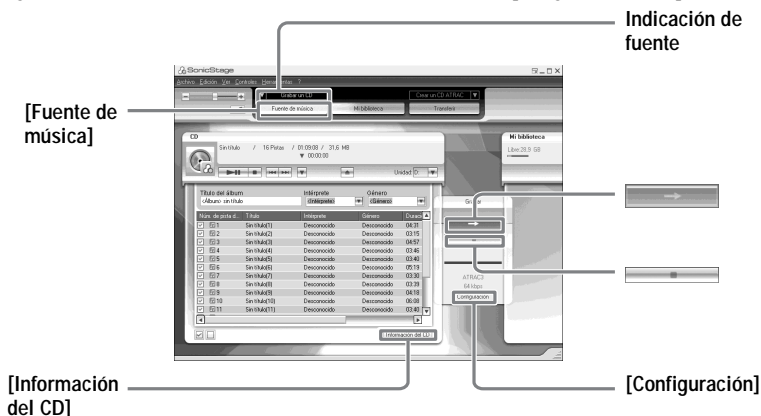 Indicación de
fuente
[Fuente de
música]
SonicStage
Archivo Edición Ver Controles Herramientas ?
Grabar un CD
Crear un CD ATRAC
Fuente de música
Mi biblioteca
Transferir
CD
Sin título / 16 Pistas / 01:09:08 / 31,6 MB
00:00:00
Unidad D:
Mi biblioteca
Libre:28,9 GB
Título del álbum Intérprete Género
<Álbum> sin título <Intérprete> <Género>
Núm. de pista d... Título Intérprete Género Durac
1 Sin título(1) Desconocido Desconocido 04:31
2 Sin título(2) Desconocido Desconocido 03:15
3 Sin título(3) Desconocido Desconocido 04:57
4 Sin título(4) Desconocido Desconocido 03:46
5 Sin título(5) Desconocido Desconocido 03:40
6 Sin título(6) Desconocido Desconocido 05:19
7 Sin título(7) Desconocido Desconocido 03:30
8 Sin título(8) Desconocido Desconocido 03:39
9 Sin título(9) Desconocido Desconocido 04:18
10 Sin título(10) Desconocido Desconocido 06:08
11 Sin título(11) Desconocido Desconocido 03:40
Grabar
ATRAC3
64 kbps
Configuración
Información del CD
[Información
del CD]
[Configuración]